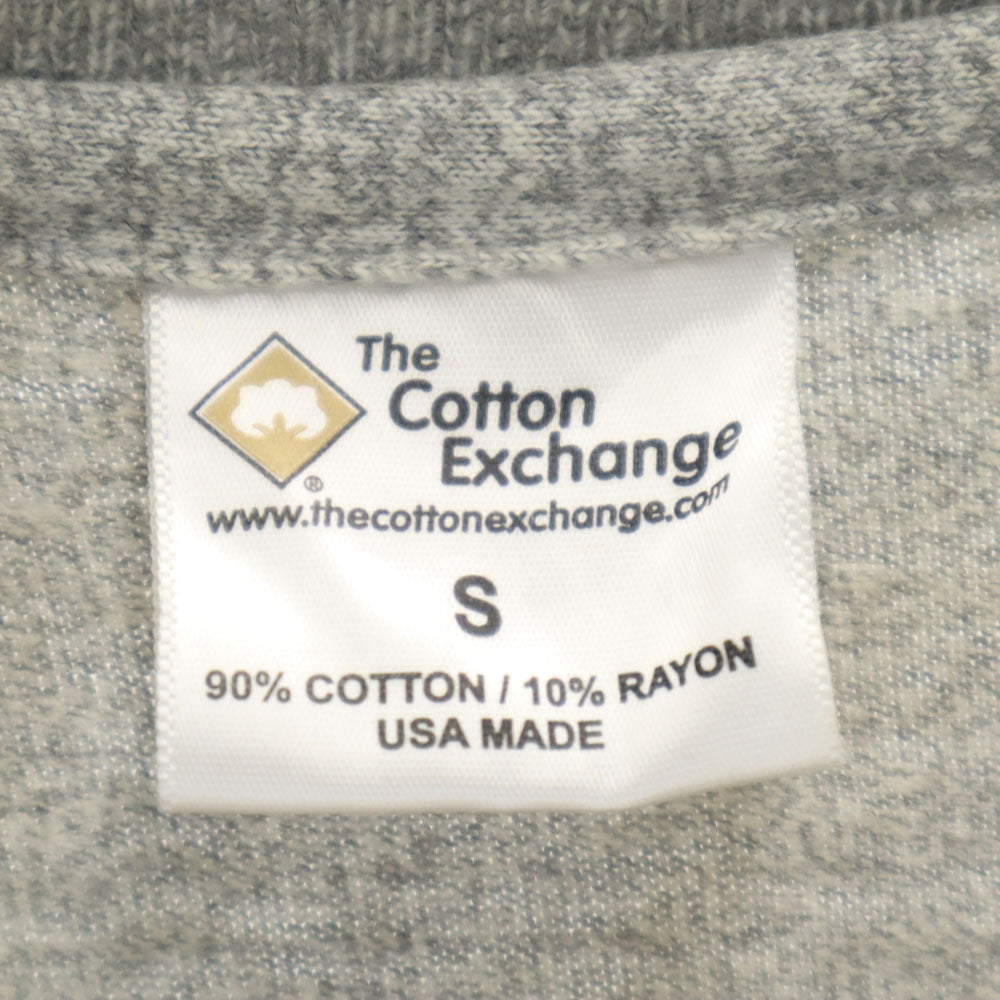 The
Cotton
Exchange
®
www.thecottonexchange.com
S
90% COTTON / 10% RAYON
USA MADE